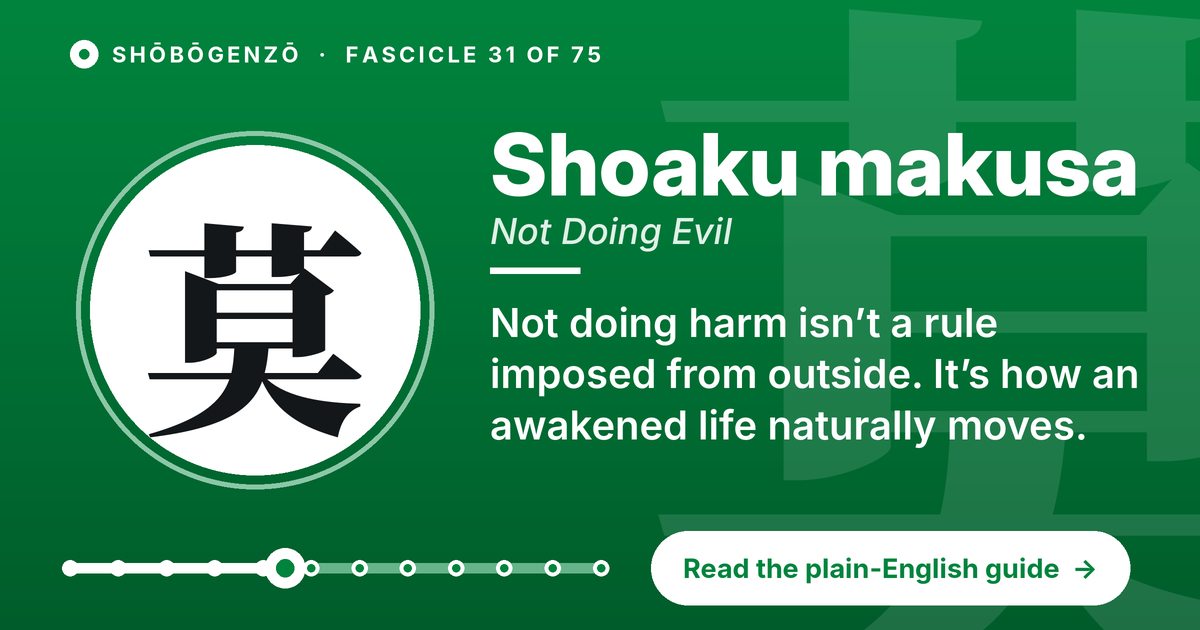 SHŌBŌGENZŌ · FASCICLE 31 OF 75
莫
Shoaku makusa
Not Doing Evil
Not doing harm isn’t a rule
imposed from outside. It’s how an
awakened life naturally moves.
Read the plain-English guide →